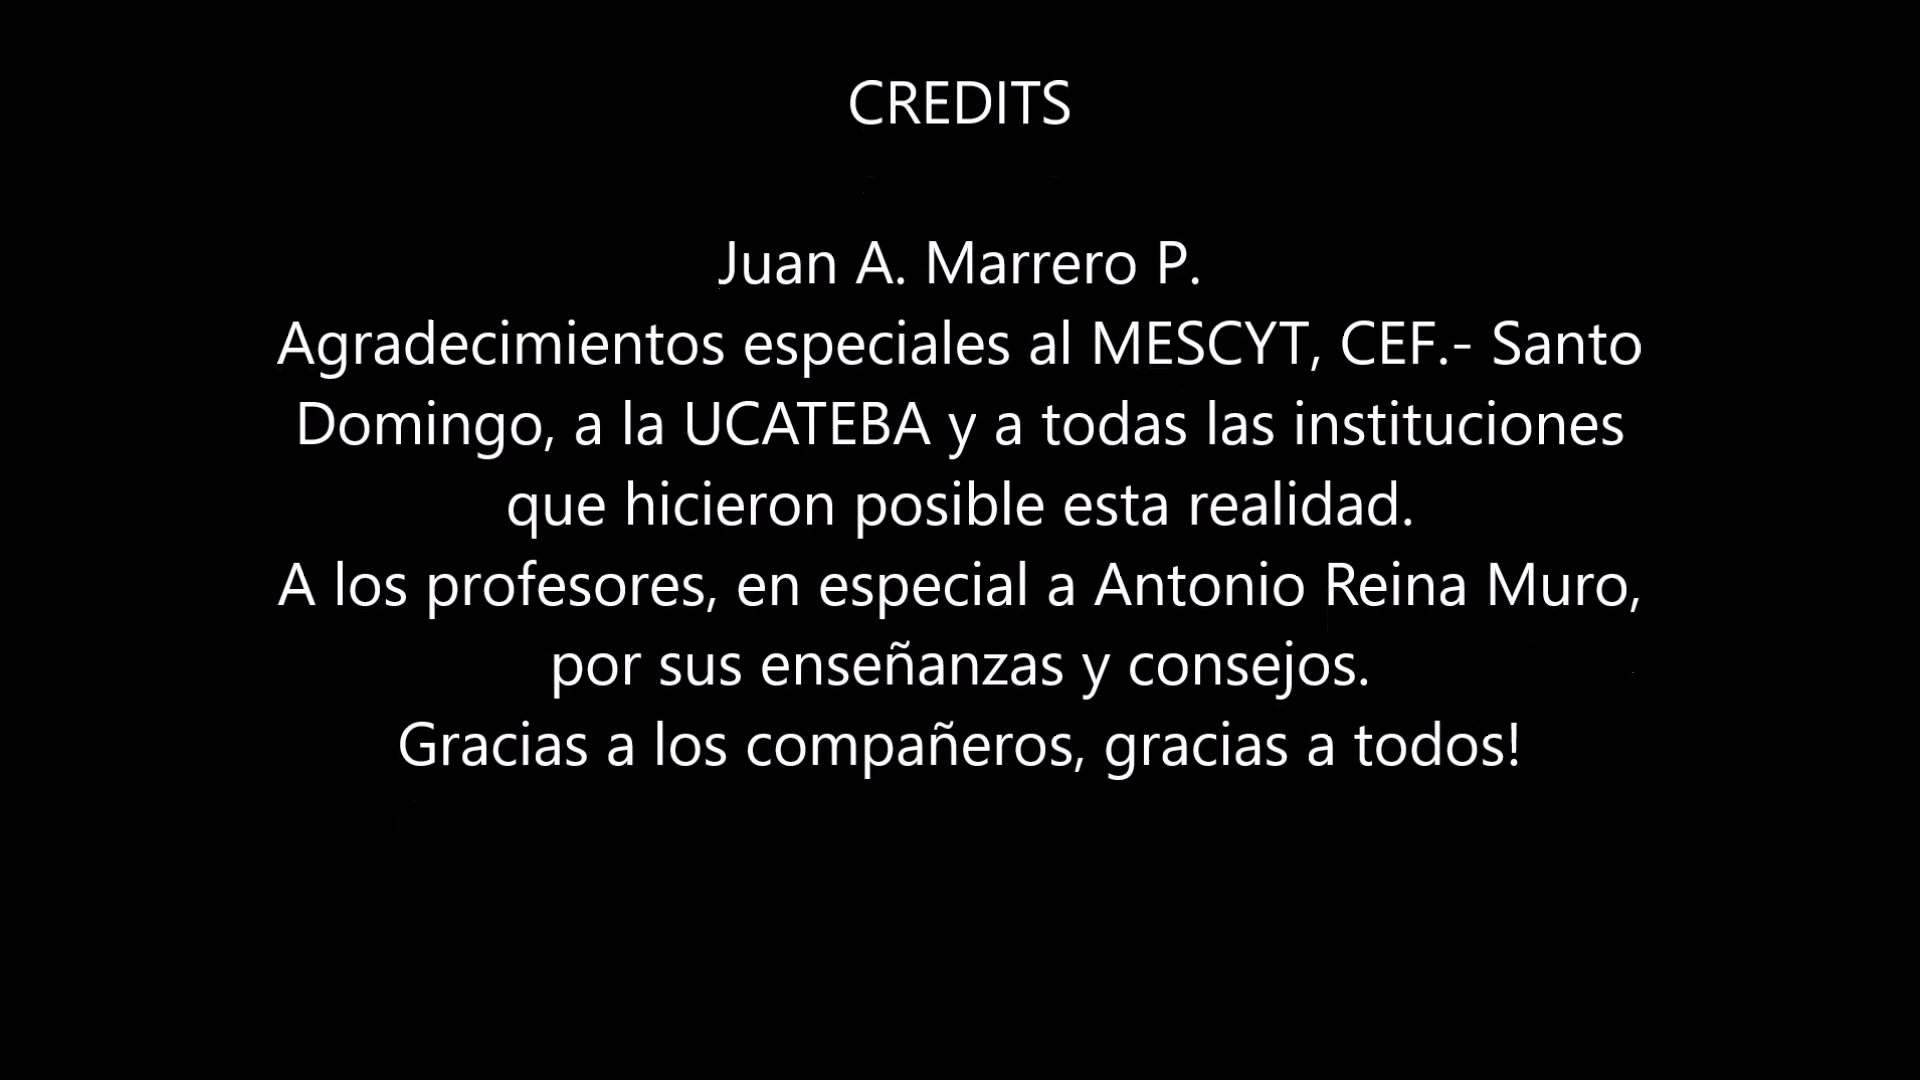 CREDITS
Juan A. Marrero P.
Agradecimientos especiales al MESCYT, CEF.- Santo
Domingo, a la UCATEBA y a todas las instituciones
que hicieron posible esta realidad.
A los profesores, en especial a Antonio Reina Muro,
por sus enseñanzas y consejos.
Gracias a los compañeros, gracias a todos!